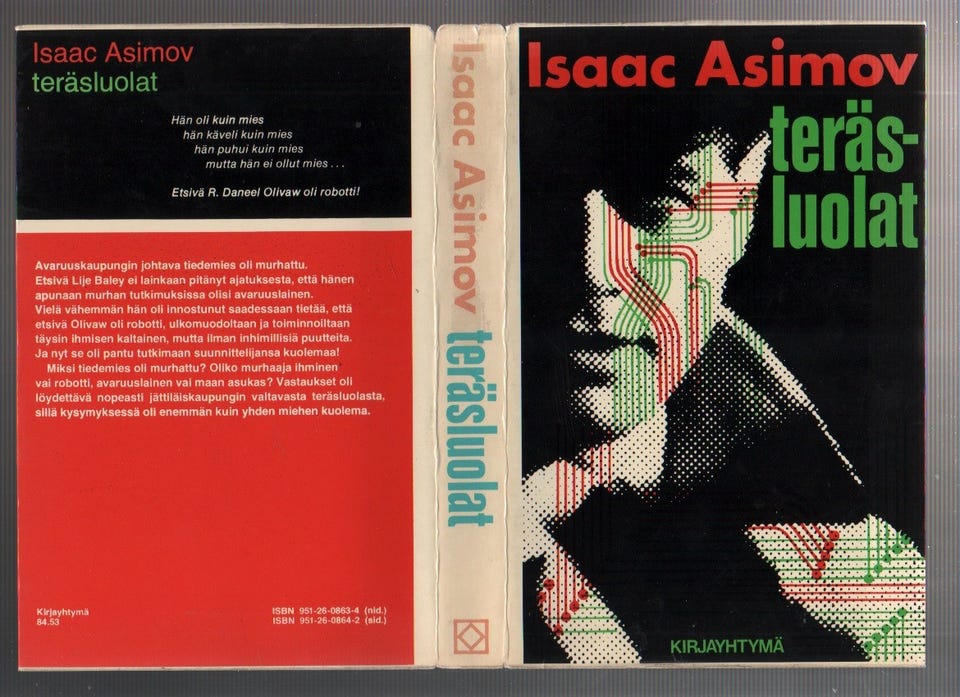 Isaac Asimov
teräsluolat
Hän oli kuin mies
hän käveli kuin mies
hän puhui kuin mies
mutta hän ei ollut mies . . .
Etsivä R. Daneel Olivaw oli robotti!
Avaruuskaupungin johtava tiedemies oli murhattu.
Etsivä Lije Baley ei lainkaan pitänyt ajatuksesta, että hänen
apunaan murhan tutkimuksissa olisi avaruuslainen.
Vielä vähemmän hän oli innostunut saadessaan tietää, että
etsivä Olivaw oli robotti, ulkomuodoltaan ja toiminnoiltaan
täysin ihmisen kaltainen, mutta ilman inhimillisiä puutteita.
Ja nyt se oli pantu tutkimaan suunnittelijansa kuolemaa!
Miksi tiedemies oli murhattu? Oliko murhaaja ihminen
vai robotti, avaruuslainen vai maan asukas? Vastaukset oli
löydettävä nopeasti jättiläiskaupungin valtavasta teräsluolasta,
sillä kysymyksessä oli enemmän kuin yhden miehen kuolema.
Kirjayhtymä
84.53
ISBN 951-26-0863-4 (nid.)
ISBN 951-26-0864-2 (sid.)
Isaac Asimov teräsluolat
Isaac Asimov
teräs-
luolat
KIRJAYHTYMÄ